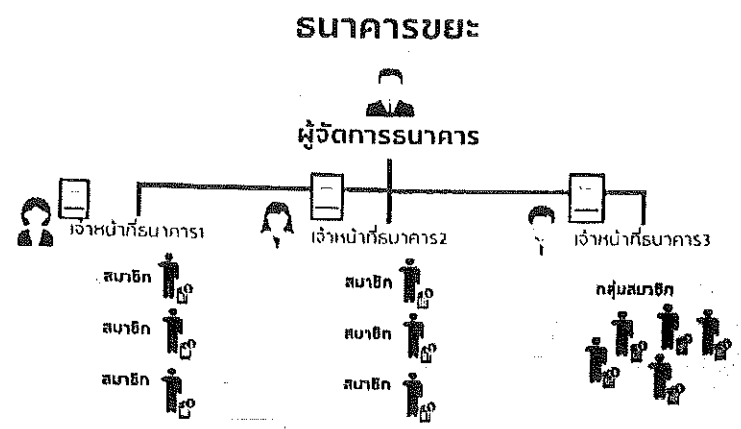 ธนาคารขยะ
ผู้จัดการธนาคาร
เจ้าหน้าที่ธนาคาร1
เจ้าหน้าที่ธนาคาร2
เจ้าหน้าที่ธนาคาร3
สมาชิก
สมาชิก
สมาชิก
สมาชิก
สมาชิก
สมาชิก
กลุ่มสมาชิก